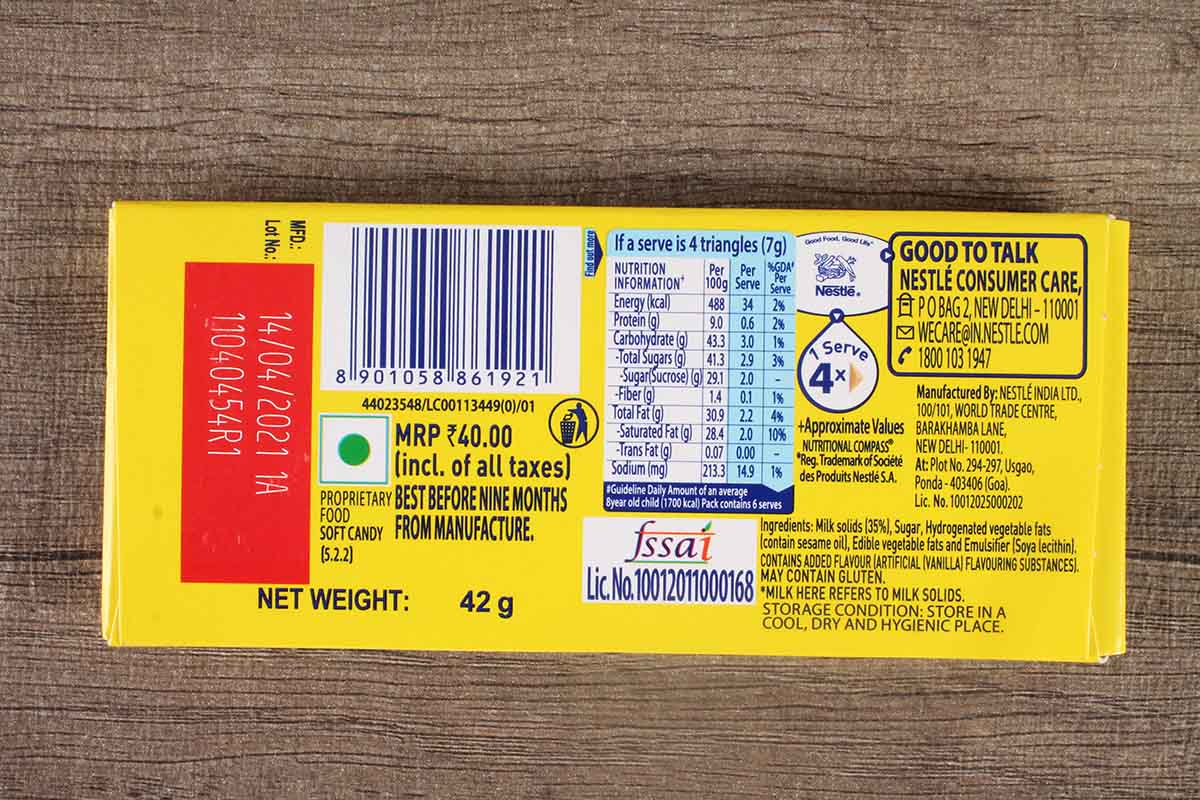 MFD.:
Lot No.:
14/04/2021 1A
11040454R1
8 901058 861921
44023548/LC00113449(0)/01
MRP ₹40.00
(incl. of all taxes)
BEST BEFORE NINE MONTHS
FROM MANUFACTURE.
PROPRIETARY
FOOD
SOFT CANDY
(5.2.2)
NET WEIGHT: 42 g
Find out more
If a serve is 4 triangles (7g)
NUTRITION INFORMATION+ Per 100g Per Serve %GDA# Per Serve
Energy (kcal) 488 34 2%
Protein (g) 9.0 0.6 2%
Carbohydrate (g) 43.3 3.0 1%
-Total Sugars (g) 41.3 2.9 3%
-Sugar(Sucrose) (g) 29.1 2.0 –
-Fiber (g) 1.4 0.1 1%
Total Fat (g) 30.9 2.2 4%
-Saturated Fat (g) 28.4 2.0 10%
-Trans Fat (g) 0.07 0.00 –
Sodium (mg) 213.3 14.9 1%
#Guideline Daily Amount of an average
8year old child (1700 kcal) Pack contains 6 serves
fssai
Lic. No. 10012011000168
Good Food, Good Life*
Nestlé®
1 Serve
4x
+Approximate Values
NUTRITIONAL COMPASS®
*Reg. Trademark of Société
des Produits Nestlé S.A.
GOOD TO TALK
NESTLÉ CONSUMER CARE,
P O BAG 2, NEW DELHI – 110001
WECARE@IN.NESTLE.COM
1800 103 1947
Manufactured By: NESTLÉ INDIA LTD.,
100/101, WORLD TRADE CENTRE,
BARAKHAMBA LANE,
NEW DELHI- 110001.
At: Plot No. 294-297, Usgao,
Ponda - 403406 (Goa).
Lic. No. 10012025000202
Ingredients: Milk solids (35%), Sugar, Hydrogenated vegetable fats
(contain sesame oil), Edible vegetable fats and Emulsifier (Soya lecithin).
CONTAINS ADDED FLAVOUR (ARTIFICIAL (VANILLA) FLAVOURING SUBSTANCES).
MAY CONTAIN GLUTEN.
*MILK HERE REFERS TO MILK SOLIDS.
STORAGE CONDITION: STORE IN A
COOL, DRY AND HYGIENIC PLACE.